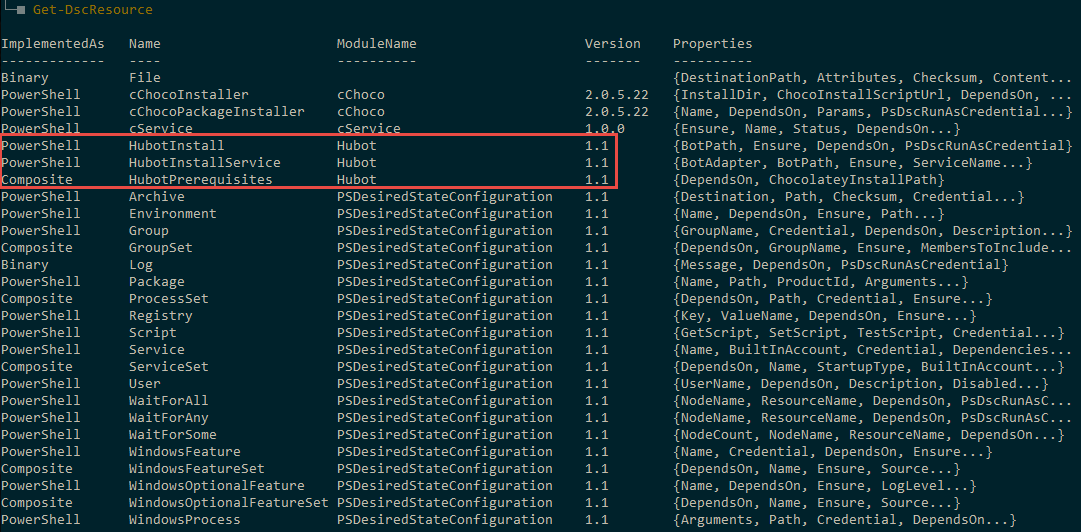 Get-DscResource
ImplementedAs Name ModuleName Version Properties
------------- ---- ---------- ------- ----------
Binary File {DestinationPath, Attributes, Checksum, Content...
PowerShell cChocoInstaller cChoco 2.0.5.22 {InstallDir, ChocoInstallScriptUrl, DependsOn, ...
PowerShell cChocoPackageInstaller cChoco 2.0.5.22 {Name, DependsOn, Params, PsDscRunAsCredential...}
PowerShell cService cService 1.0.0 {Ensure, Name, Status, DependsOn...}
PowerShell HubotInstall Hubot 1.1 {BotPath, Ensure, DependsOn, PsDscRunAsCredential}
PowerShell HubotInstallService Hubot 1.1 {BotAdapter, BotPath, Ensure, ServiceName...}
Composite HubotPrerequisites Hubot 1.1 {DependsOn, ChocolateyInstallPath}
PowerShell Archive PSDesiredStateConfiguration 1.1 {Destination, Path, Checksum, Credential...}
PowerShell Environment PSDesiredStateConfiguration 1.1 {Name, DependsOn, Ensure, Path...}
PowerShell Group PSDesiredStateConfiguration 1.1 {GroupName, Credential, DependsOn, Description...}
Composite GroupSet PSDesiredStateConfiguration 1.1 {DependsOn, GroupName, Ensure, MembersToInclude...
Binary Log PSDesiredStateConfiguration 1.1 {Message, DependsOn, PsDscRunAsCredential}
PowerShell Package PSDesiredStateConfiguration 1.1 {Name, Path, ProductId, Arguments...}
Composite ProcessSet PSDesiredStateConfiguration 1.1 {DependsOn, Path, Credential, Ensure...}
PowerShell Registry PSDesiredStateConfiguration 1.1 {Key, ValueName, DependsOn, Ensure...}
PowerShell Script PSDesiredStateConfiguration 1.1 {GetScript, SetScript, TestScript, Credential...}
PowerShell Service PSDesiredStateConfiguration 1.1 {Name, BuiltInAccount, Credential, Dependencies...
Composite ServiceSet PSDesiredStateConfiguration 1.1 {DependsOn, Name, StartupType, BuiltInAccount...}
PowerShell User PSDesiredStateConfiguration 1.1 {UserName, DependsOn, Description, Disabled...}
PowerShell WaitForAll PSDesiredStateConfiguration 1.1 {NodeName, ResourceName, DependsOn, PsDscRunAsC...
PowerShell WaitForAny PSDesiredStateConfiguration 1.1 {NodeName, ResourceName, DependsOn, PsDscRunAsC...
PowerShell WaitForSome PSDesiredStateConfiguration 1.1 {NodeCount, NodeName, ResourceName, DependsOn...}
PowerShell WindowsFeature PSDesiredStateConfiguration 1.1 {Name, Credential, DependsOn, Ensure...}
Composite WindowsFeatureSet PSDesiredStateConfiguration 1.1 {DependsOn, Name, Ensure, Source...}
PowerShell WindowsOptionalFeature PSDesiredStateConfiguration 1.1 {Name, DependsOn, Ensure, LogLevel...}
Composite WindowsOptionalFeatureSet PSDesiredStateConfiguration 1.1 {DependsOn, Name, Ensure, Source...}
PowerShell WindowsProcess PSDesiredStateConfiguration 1.1 {Arguments, Path, Credential, DependsOn...}